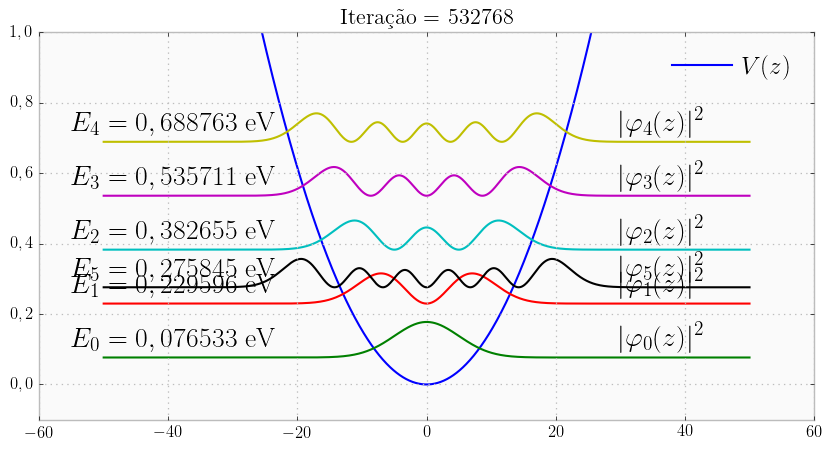 Iteração = 532768
1, 0
0, 8
0, 6
0, 4
0, 2
0, 0
−60
−40
−20
0
20
40
60
V(z)
E₄ = 0, 688763 eV
|φ₄(z)|²
E₃ = 0, 535711 eV
|φ₃(z)|²
E₂ = 0, 382655 eV
|φ₂(z)|²
E₅ = 0, 275845 eV
|φ₅(z)|²
E₁ = 0, 229596 eV
|φ₁(z)|²
E₀ = 0, 076533 eV
|φ₀(z)|²